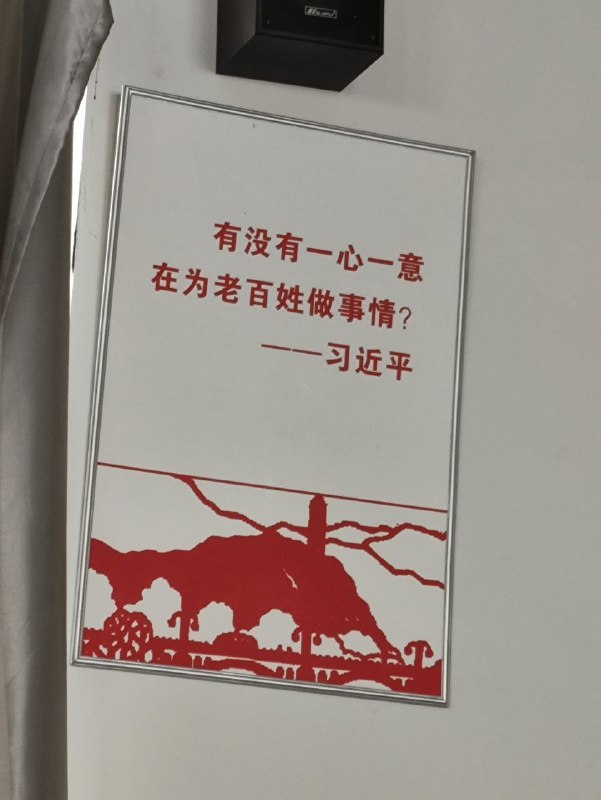 有没有一心一意
在为老百姓做事情?
——习近平